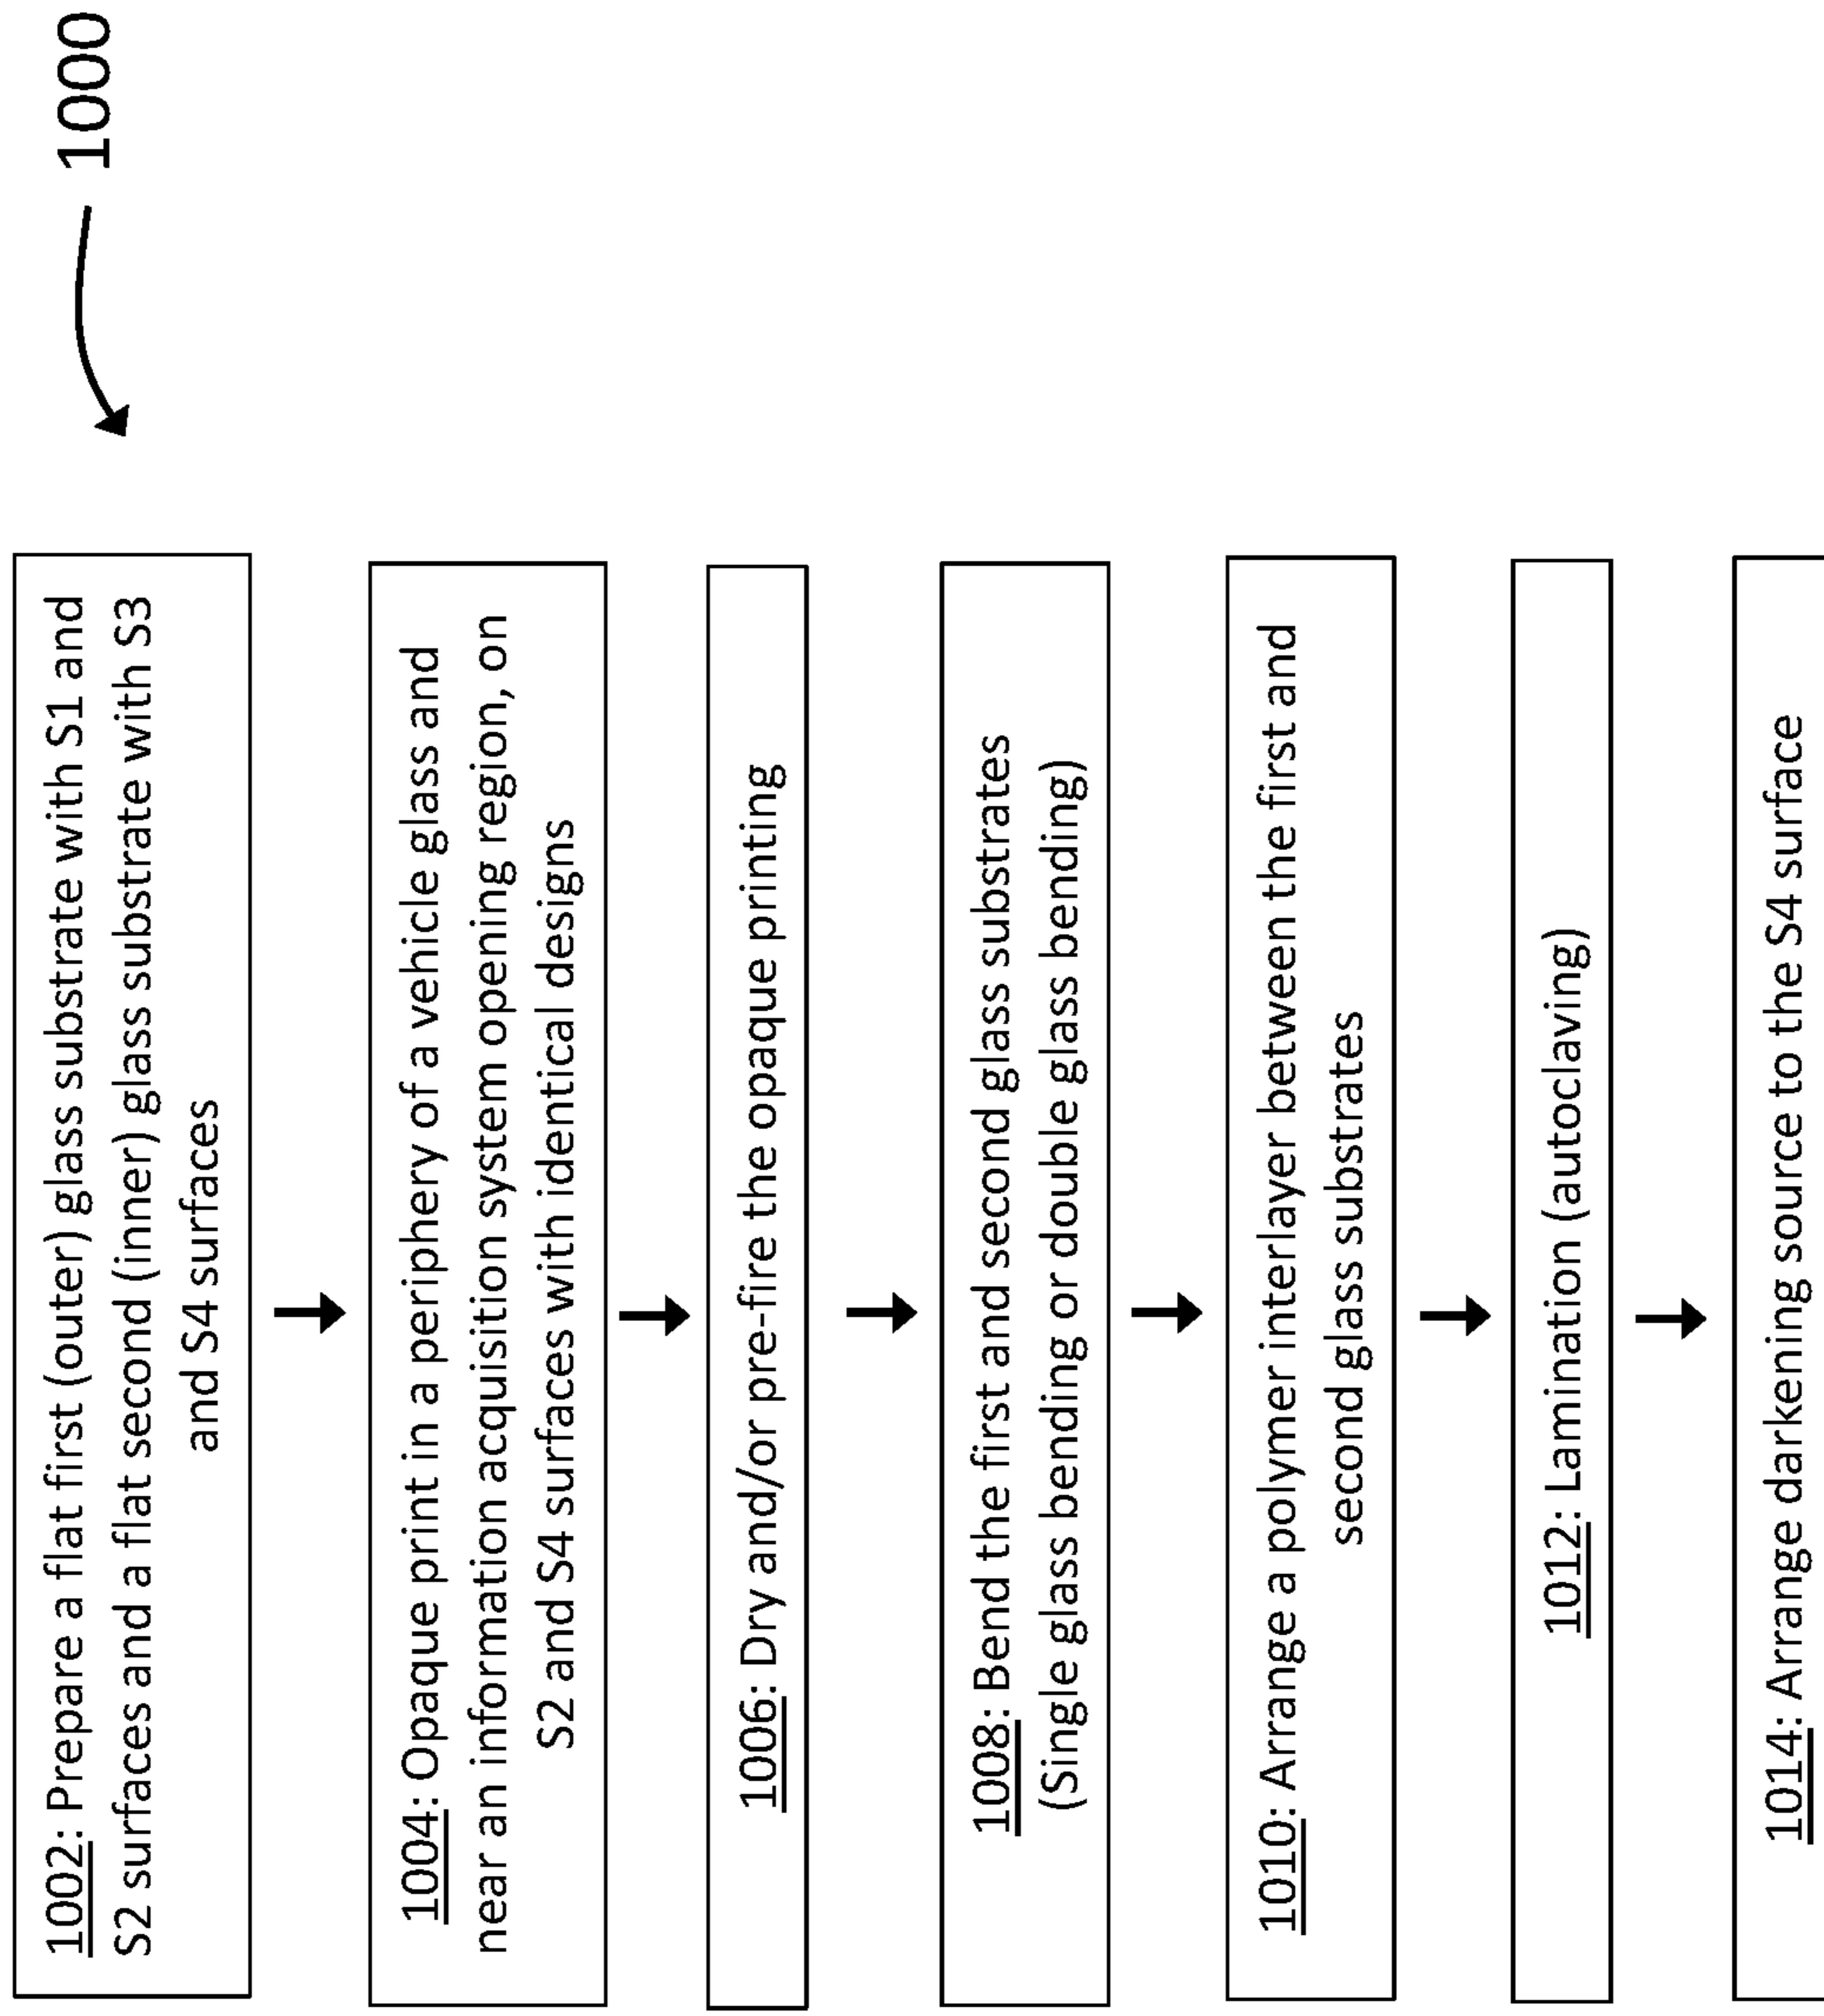 1000
1002: Prepare a flat first (outer) glass substrate with S1 and
S2 surfaces and a flat second (inner) glass substrate with S3
and S4 surfaces
1004: Opaque print in a periphery of a vehicle glass and
near an information acquisition system opening region, on
S2 and S4 surfaces with identical designs
1006: Dry and/or pre-fire the opaque printing
1008: Bend the first and second glass substrates
(Single glass bending or double glass bending)
1010: Arrange a polymer interlayer between the first and
second glass substrates
1012: Lamination (autoclaving)
1014: Arrange darkening source to the S4 surface